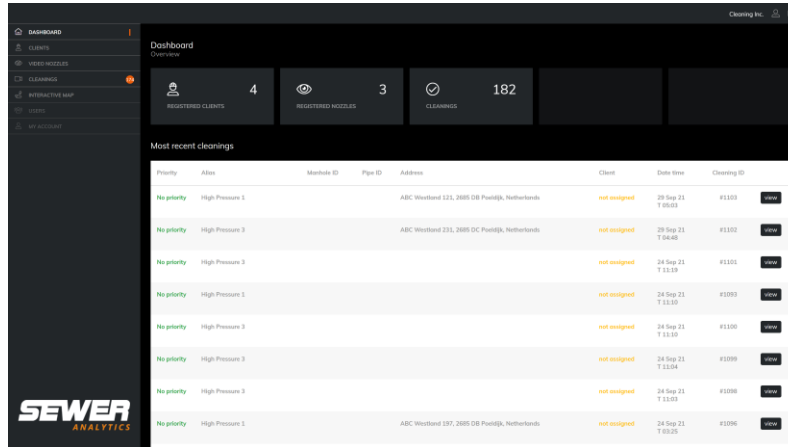 Cleaning Inc.
DASHBOARD
CLIENTS
VIDEO NOZZLES
CLEANINGS
INTERACTIVE MAP
USERS
MY ACCOUNT
SEWER
ANALYTICS
Dashboard
Overview
4
REGISTERED CLIENTS
3
REGISTERED NOZZLES
182
CLEANINGS
Most recent cleanings
Priority Alias Manhole ID Pipe ID Address Client Date time Cleaning ID
No priority High Pressure 1 ABC Westland 121, 2685 DB Poeldijk, Netherlands not assigned 29 Sep 21 #1103 view
T 05:03
No priority High Pressure 3 ABC Westland 231, 2685 DC Poeldijk, Netherlands not assigned 29 Sep 21 #1102 view
T 04:48
No priority High Pressure 3 not assigned 24 Sep 21 #1101 view
T 11:19
No priority High Pressure 1 not assigned 24 Sep 21 #1093 view
T 11:10
No priority High Pressure 3 not assigned 24 Sep 21 #1100 view
T 11:10
No priority High Pressure 3 not assigned 24 Sep 21 #1099 view
T 11:04
No priority High Pressure 3 not assigned 24 Sep 21 #1098 view
T 11:03
No priority High Pressure 1 ABC Westland 197, 2685 DB Poeldijk, Netherlands not assigned 24 Sep 21 #1096 view
T 03:25